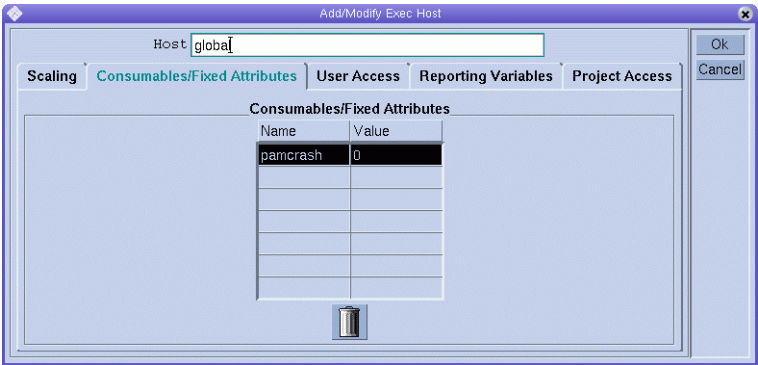 Add/Modify Exec Host
Host global
Ok
Scaling Consumables/Fixed Attributes User Access Reporting Variables Project Access
Cancel
Consumables/Fixed Attributes
Name Value
pamcrash 0